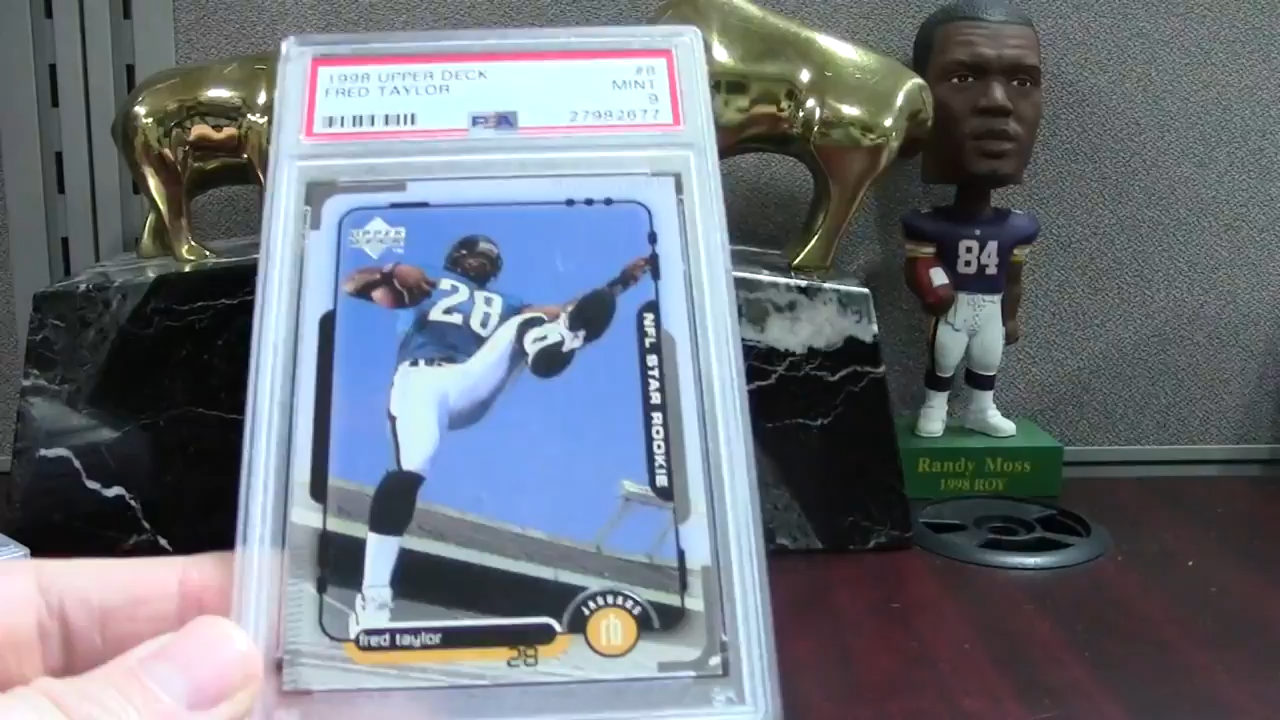 1998 UPPER DECK
FRED TAYLOR
#8
MINT
9
PSA
27982677
UPPER DECK
28
NFL STAR ROOKIE
JAGUARS
rb
fred taylor
28
84
Randy Moss
1998 ROY